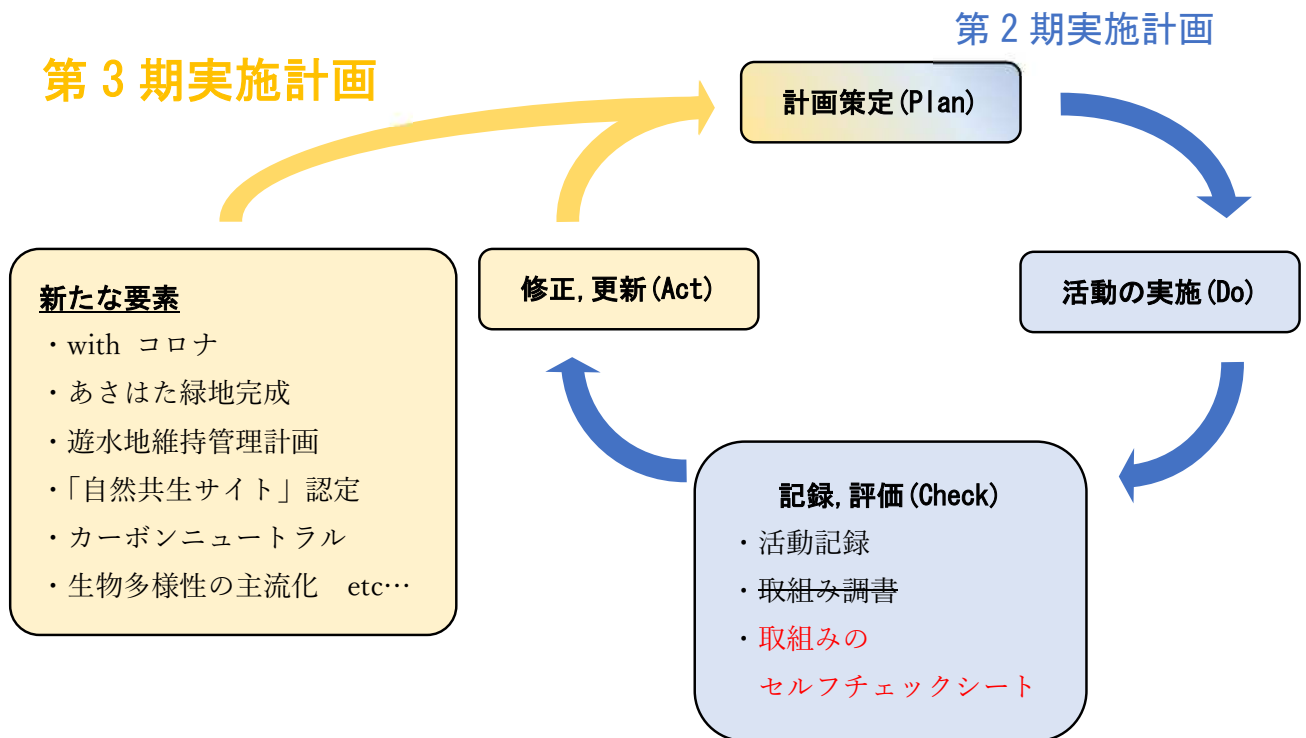 第2期実施計画
第3期実施計画
計画策定(Plan)
新たな要素
・with コロナ
・あさはた緑地完成
・遊水地維持管理計画
・「自然共生サイト」認定
・カーボンニュートラル
・生物多様性の主流化　etc…
修正,更新(Act)
活動の実施(Do)
記録,評価(Check)
・活動記録
・取組み調書
・取組みの
セルフチェックシート